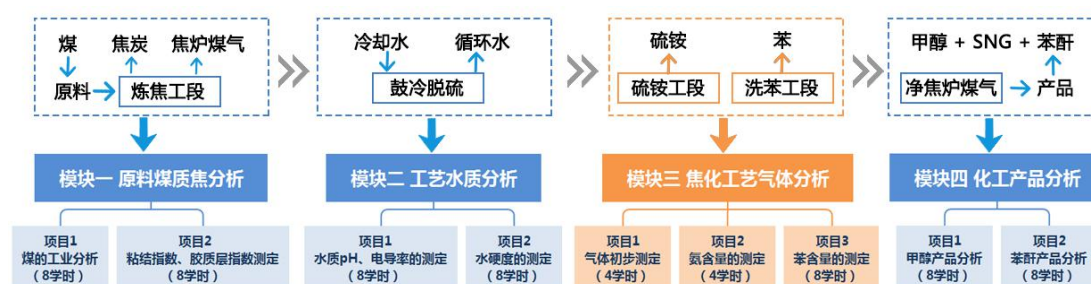 煤 焦炭 焦炉煤气
原料 炼焦工段
模块一 原料煤质焦分析
项目1
煤的工业分析
（8学时）
项目2
粘结指数、胶质层指数测定
（8学时）
冷却水 循环水
鼓冷脱硫
模块二 工艺水质分析
项目1
水质pH、电导率的测定
（8学时）
项目2
水硬度的测定
（8学时）
硫铵 苯
硫铵工段 洗苯工段
模块三 焦化工艺气体分析
项目1
气体初步测定
（4学时）
项目2
氨含量的测定
（4学时）
项目3
苯含量的测定
（8学时）
甲醇 + SNG + 苯酐
净焦炉煤气 产品
模块四 化工产品分析
项目1
甲醇产品分析
（8学时）
项目2
苯酐产品分析
（8学时）